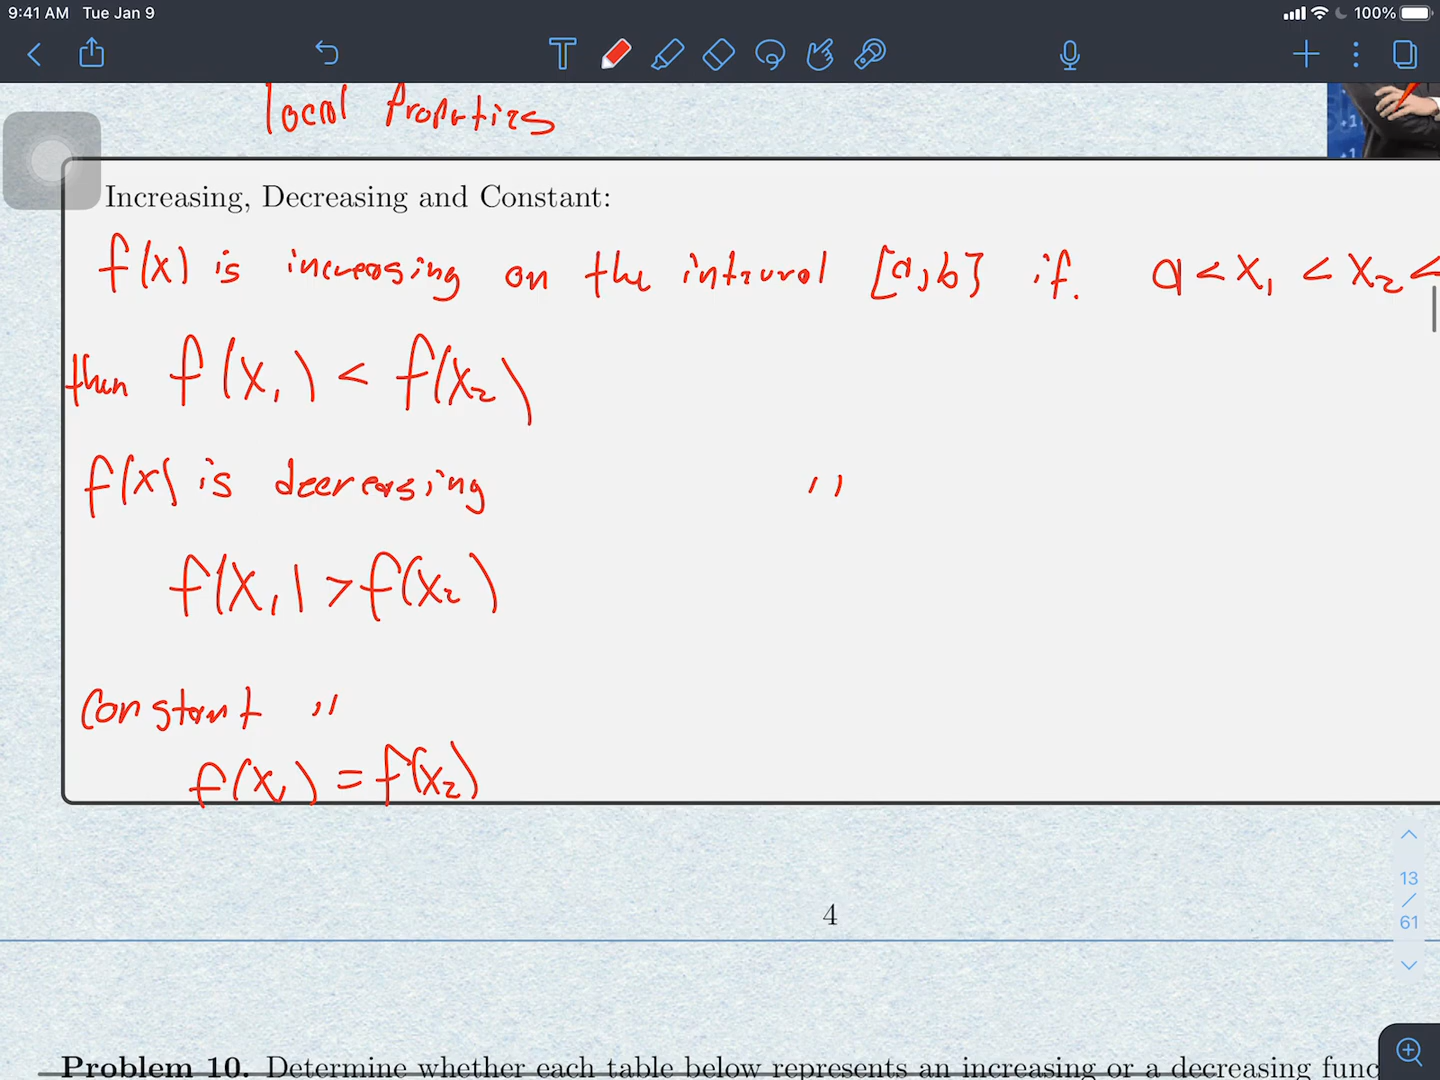 9:41 AM Tue Jan 9 100%
local Properties
Increasing, Decreasing and Constant:
f(x) is increasing on the interval [a,b] if. a < x₁ < x₂ <
then f(x₁) < f(x₂)
f(x) is decreasing ''
f(x₁) > f(x₂)
Constant ''
f(x₁) = f(x₂)
13
/
61
4
Problem 10. Determine whether each table below represents an increasing or a decreasing func